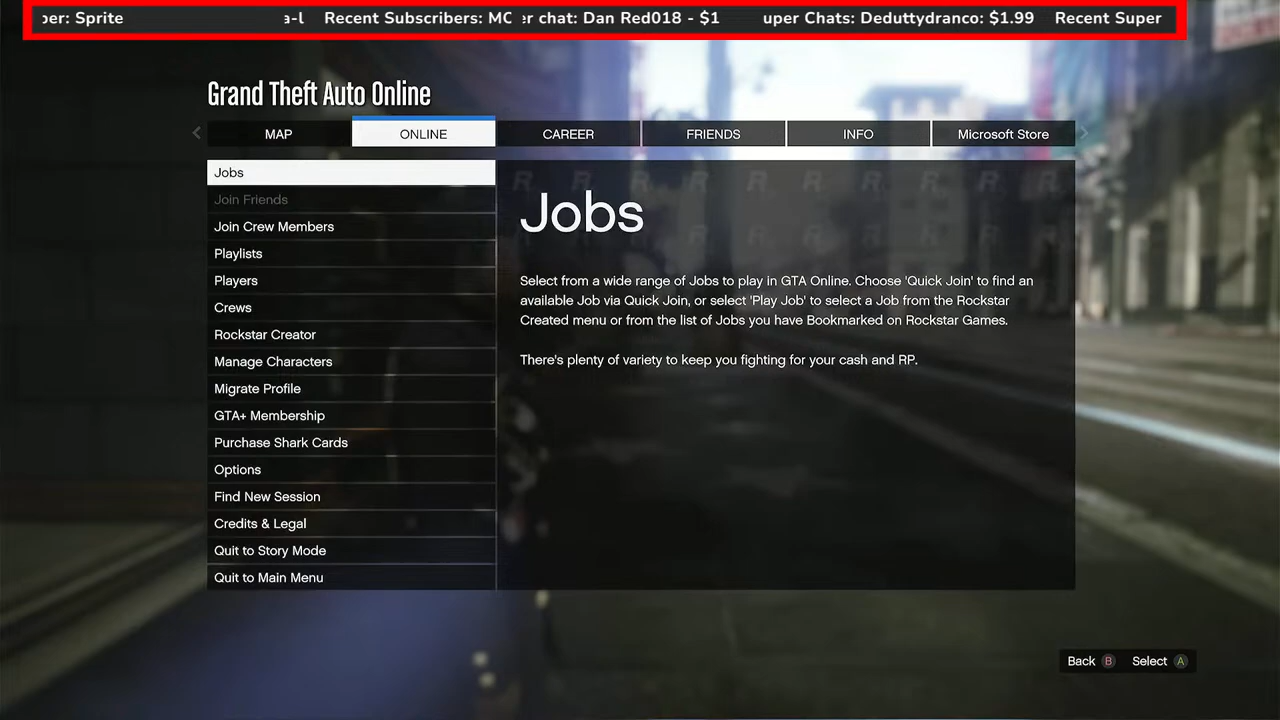 ber: Sprite a-l Recent Subscribers: MC er chat: Dan Red018 - $1 uper Chats: Deduttydranco: $1.99 Recent Super
Grand Theft Auto Online
MAP ONLINE CAREER FRIENDS INFO Microsoft Store
Jobs
Join Friends
Join Crew Members
Playlists
Players
Crews
Rockstar Creator
Manage Characters
Migrate Profile
GTA+ Membership
Purchase Shark Cards
Options
Find New Session
Credits & Legal
Quit to Story Mode
Quit to Main Menu
Jobs
Select from a wide range of Jobs to play in GTA Online. Choose 'Quick Join' to find an
available Job via Quick Join, or select 'Play Job' to select a Job from the Rockstar
Created menu or from the list of Jobs you have Bookmarked on Rockstar Games.
There's plenty of variety to keep you fighting for your cash and RP.
Back B Select A